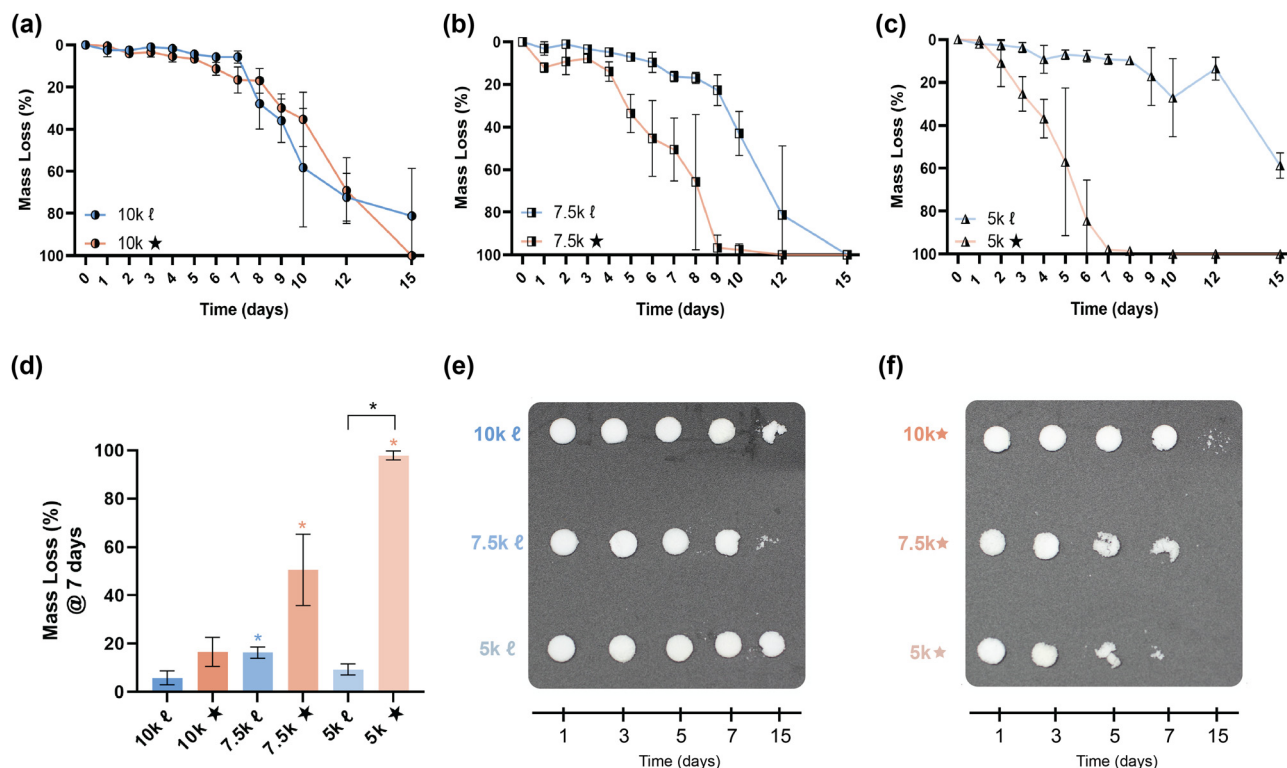 (a)
Mass Loss (%)
0
20
40
60
80
100
10k ℓ
10k ★
0 1 2 3 4 5 6 7 8 9 10 12 15
Time (days)
(b)
Mass Loss (%)
0
20
40
60
80
100
7.5k ℓ
7.5k ★
0 1 2 3 4 5 6 7 8 9 10 12 15
Time (days)
(c)
Mass Loss (%)
0
20
40
60
80
100
5k ℓ
5k ★
0 1 2 3 4 5 6 7 8 9 10 12 15
Time (days)
(d)
Mass Loss (%)
@ 7 days
100
80
60
40
20
0
*
*
*
*
10k ℓ 10k ★ 7.5k ℓ 7.5k ★ 5k ℓ 5k ★
(e)
10k ℓ
7.5k ℓ
5k ℓ
1 3 5 7 15
Time (days)
(f)
10k★
7.5k★
5k★
1 3 5 7 15
Time (days)